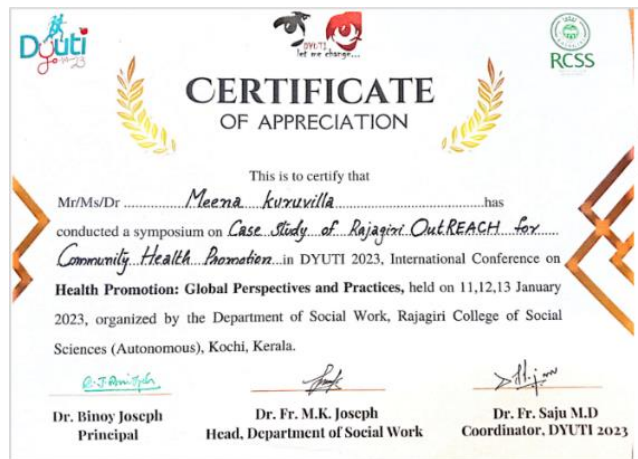 Dyuti
DYUTI
let me change...
RCSS
CERTIFICATE
OF APPRECIATION
This is to certify that
Mr/Ms/Dr .............. Meena kuruvilla ..............................has
conducted a symposium on Case Study of Rajagiri OutREACH for
Community Health Promotion in DYUTI 2023, International Conference on
Health Promotion: Global Perspectives and Practices, held on 11,12,13 January
2023, organized by the Department of Social Work, Rajagiri College of Social
Sciences (Autonomous), Kochi, Kerala.
Dr. Binoy Joseph
Principal
Dr. Fr. M.K. Joseph
Head, Department of Social Work
Dr. Fr. Saju M.D
Coordinator, DYUTI 2023